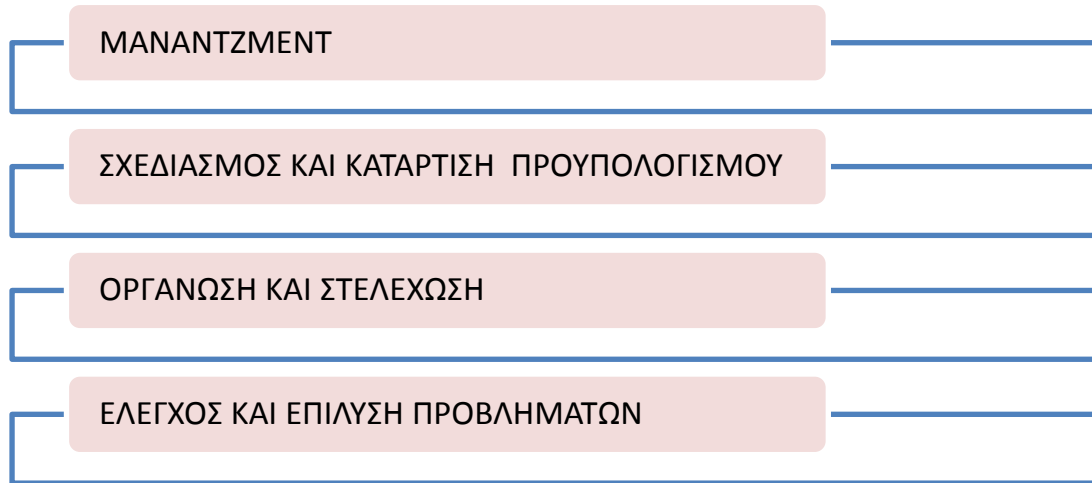 ΜΑΝΑΝΤΖΜΕΝΤ
ΣΧΕΔΙΑΣΜΟΣ ΚΑΙ ΚΑΤΑΡΤΙΣΗ ΠΡΟΥΠΟΛΟΓΙΣΜΟΥ
ΟΡΓΑΝΩΣΗ ΚΑΙ ΣΤΕΛΕΧΩΣΗ
ΕΛΕΓΧΟΣ ΚΑΙ ΕΠΙΛΥΣΗ ΠΡΟΒΛΗΜΑΤΩΝ